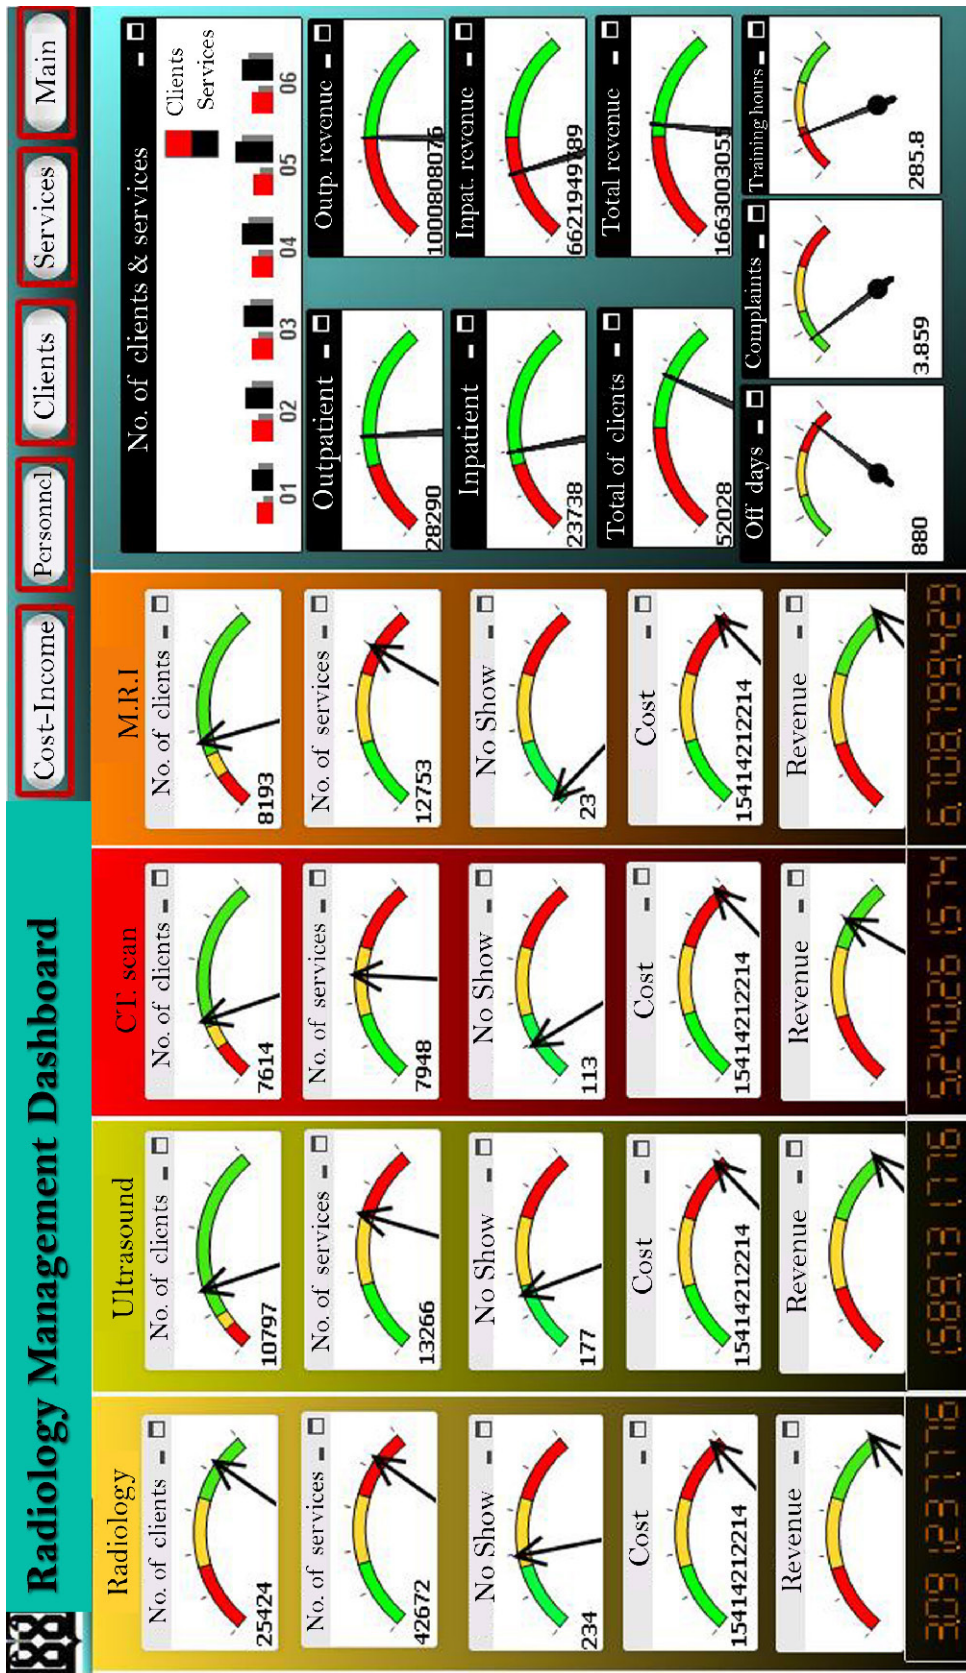 Radiology Management Dashboard
Cost-Income
Personnel
Clients
Services
Main
Radiology
No. of clients
25424
No. of services
42672
No Show
234
Cost
15414212214
Revenue
Ultrasound
No. of clients
10797
No. of services
13266
No Show
177
Cost
15414212214
Revenue
CT. scan
No. of clients
7614
No. of services
7948
No Show
113
Cost
15414212214
Revenue
M.R.I
No. of clients
8193
No. of services
12753
No Show
23
Cost
15414212214
Revenue
No. of clients & services
Clients
Services
01 02 03 04 05 06
Outpatient
28290
Outp. revenue
10008080876
Inpatient
23738
Inpat. revenue
6621949689
Total of clients
52028
Total revenue
Off days
880
Complaints
3.859
Training hours
285.8